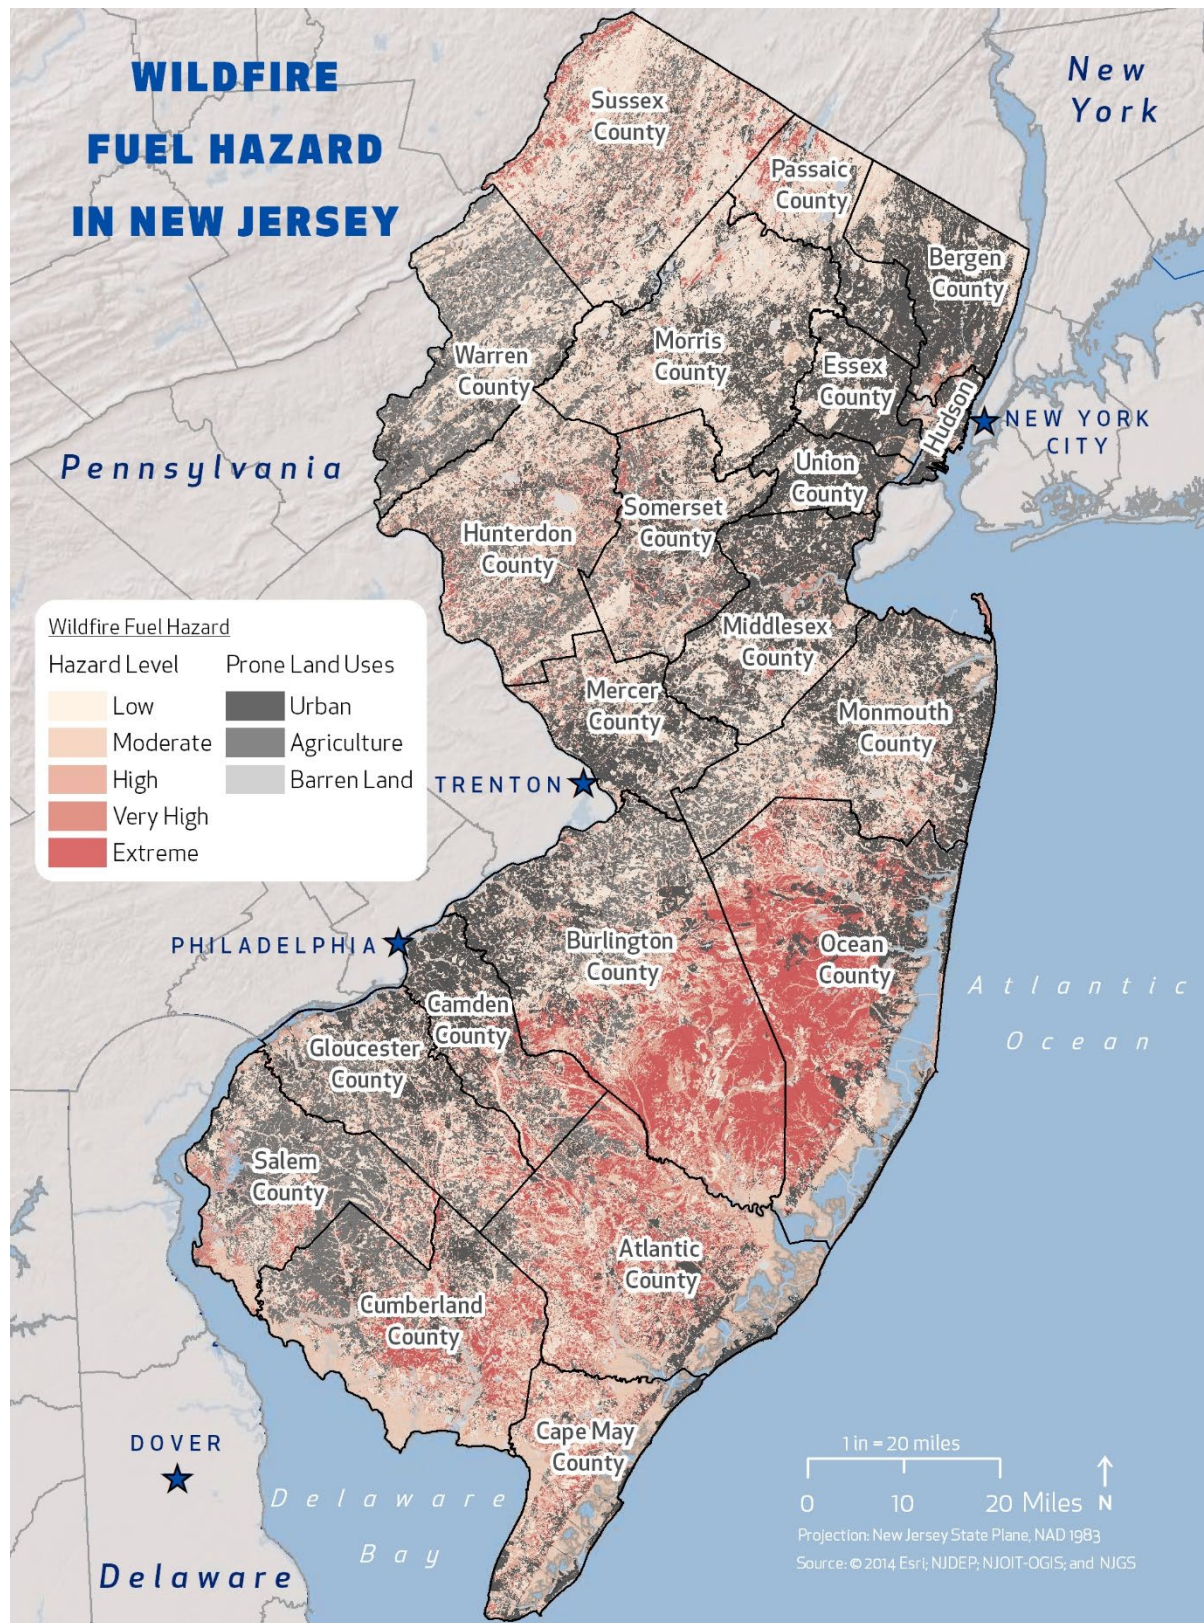 WILDFIRE
FUEL HAZARD
IN NEW JERSEY
New
York
Sussex
County
Passaic
County
Bergen
County
Warren
County
Morris
County
Essex
County
Hudson
NEW YORK
CITY
Pennsylvania
Union
County
Hunterdon
County
Somerset
County
Middlesex
County
Mercer
County
Monmouth
County
Wildfire Fuel Hazard
Hazard Level
Low
Moderate
High
Very High
Extreme
Prone Land Uses
Urban
Agriculture
Barren Land
TRENTON
PHILADELPHIA
Burlington
County
Ocean
County
Camden
County
Gloucester
County
Atlantic
Ocean
Salem
County
Atlantic
County
Cumberland
County
Cape May
County
DOVER
Delaware
Bay
Delaware
1 in = 20 miles
0 10 20 Miles
N
Projection: New Jersey State Plane, NAD 1983
Source: © 2014 Esri; NJDEP; NJOIT-OGIS; and NJGS